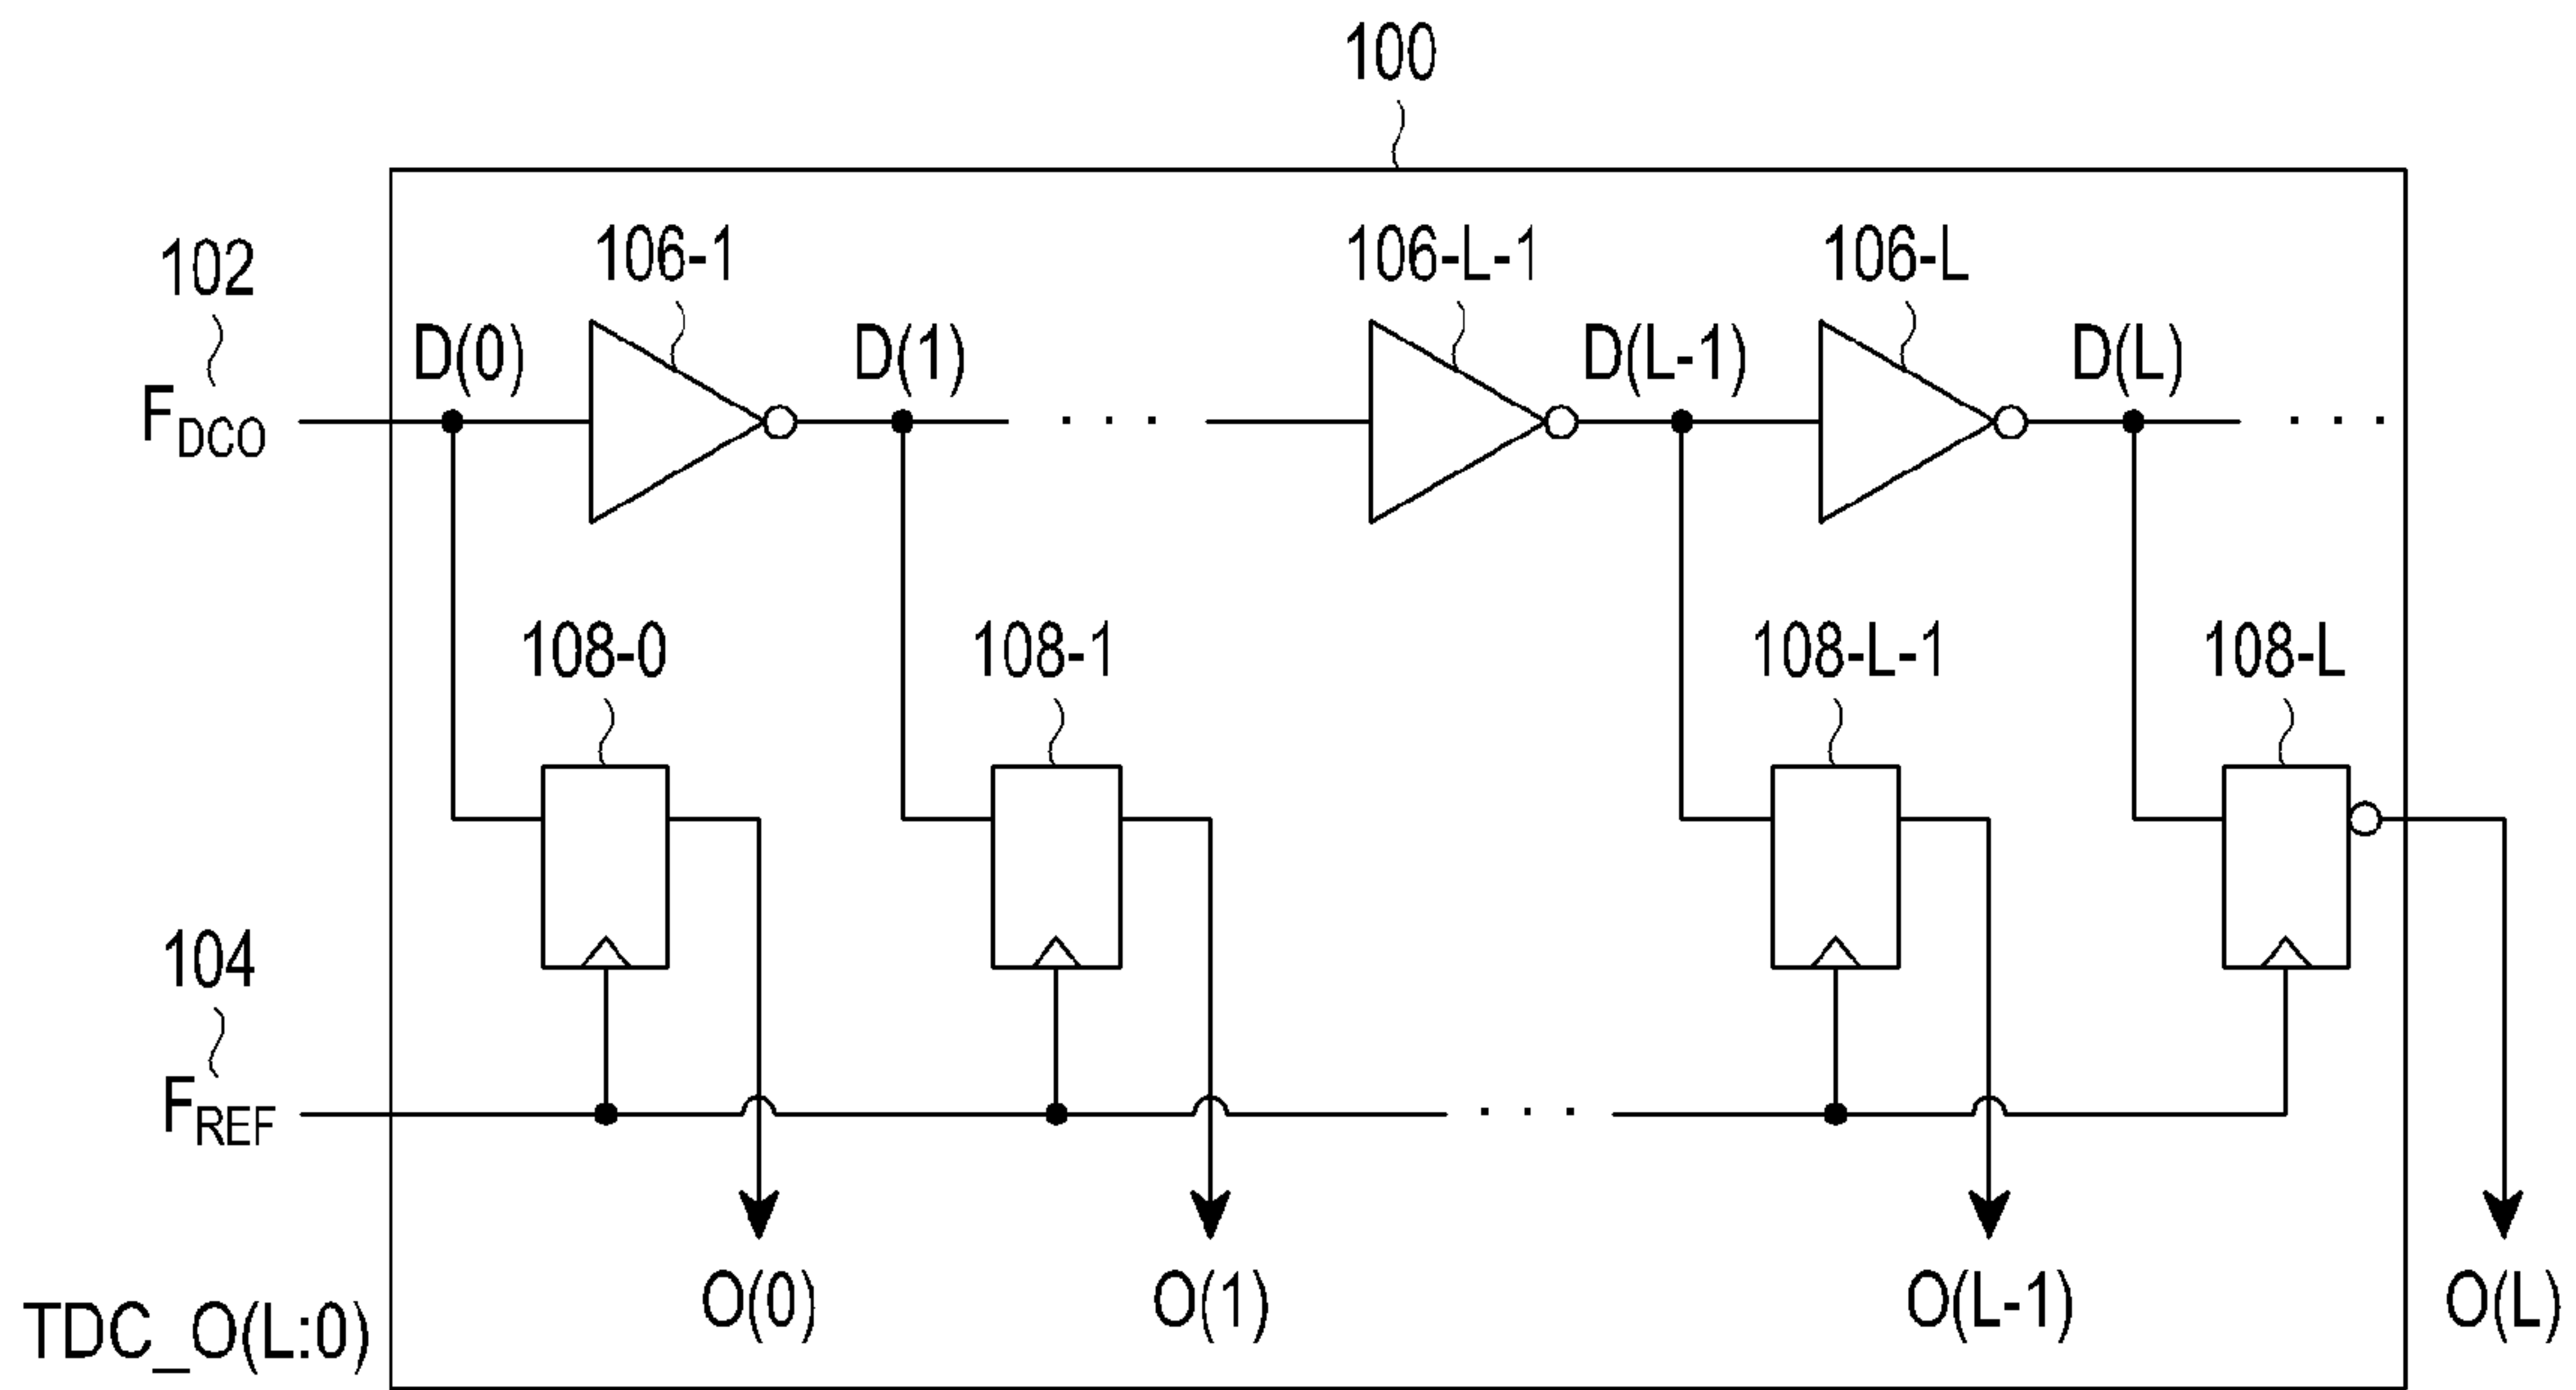 100
102
106-1
106-L-1
106-L
D(0)
D(1)
D(L-1)
D(L)
F_DCO
. . .
. . .
108-0
108-1
108-L-1
108-L
104
F_REF
. . .
O(0)
O(1)
O(L-1)
O(L)
TDC_O(L:0)